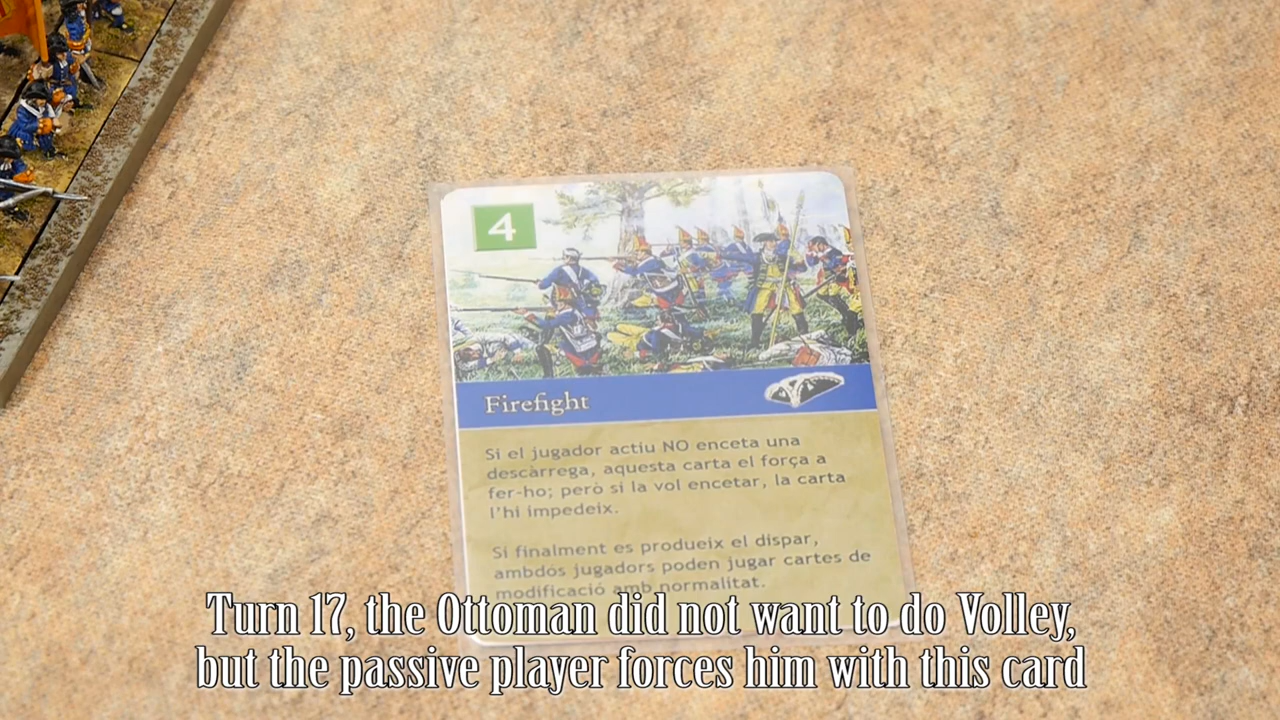 4
Firefight
Si el jugador actiu NO enceta una
descàrrega, aquesta carta el força a
fer-ho; però si la vol encetar, la carta
l'hi impedeix.
Si finalment es produeix el dispar,
ambdós jugadors poden jugar cartes de
modificació amb normalitat.
Turn 17, the Ottoman did not want to do Volley,
but the passive player forces him with this card